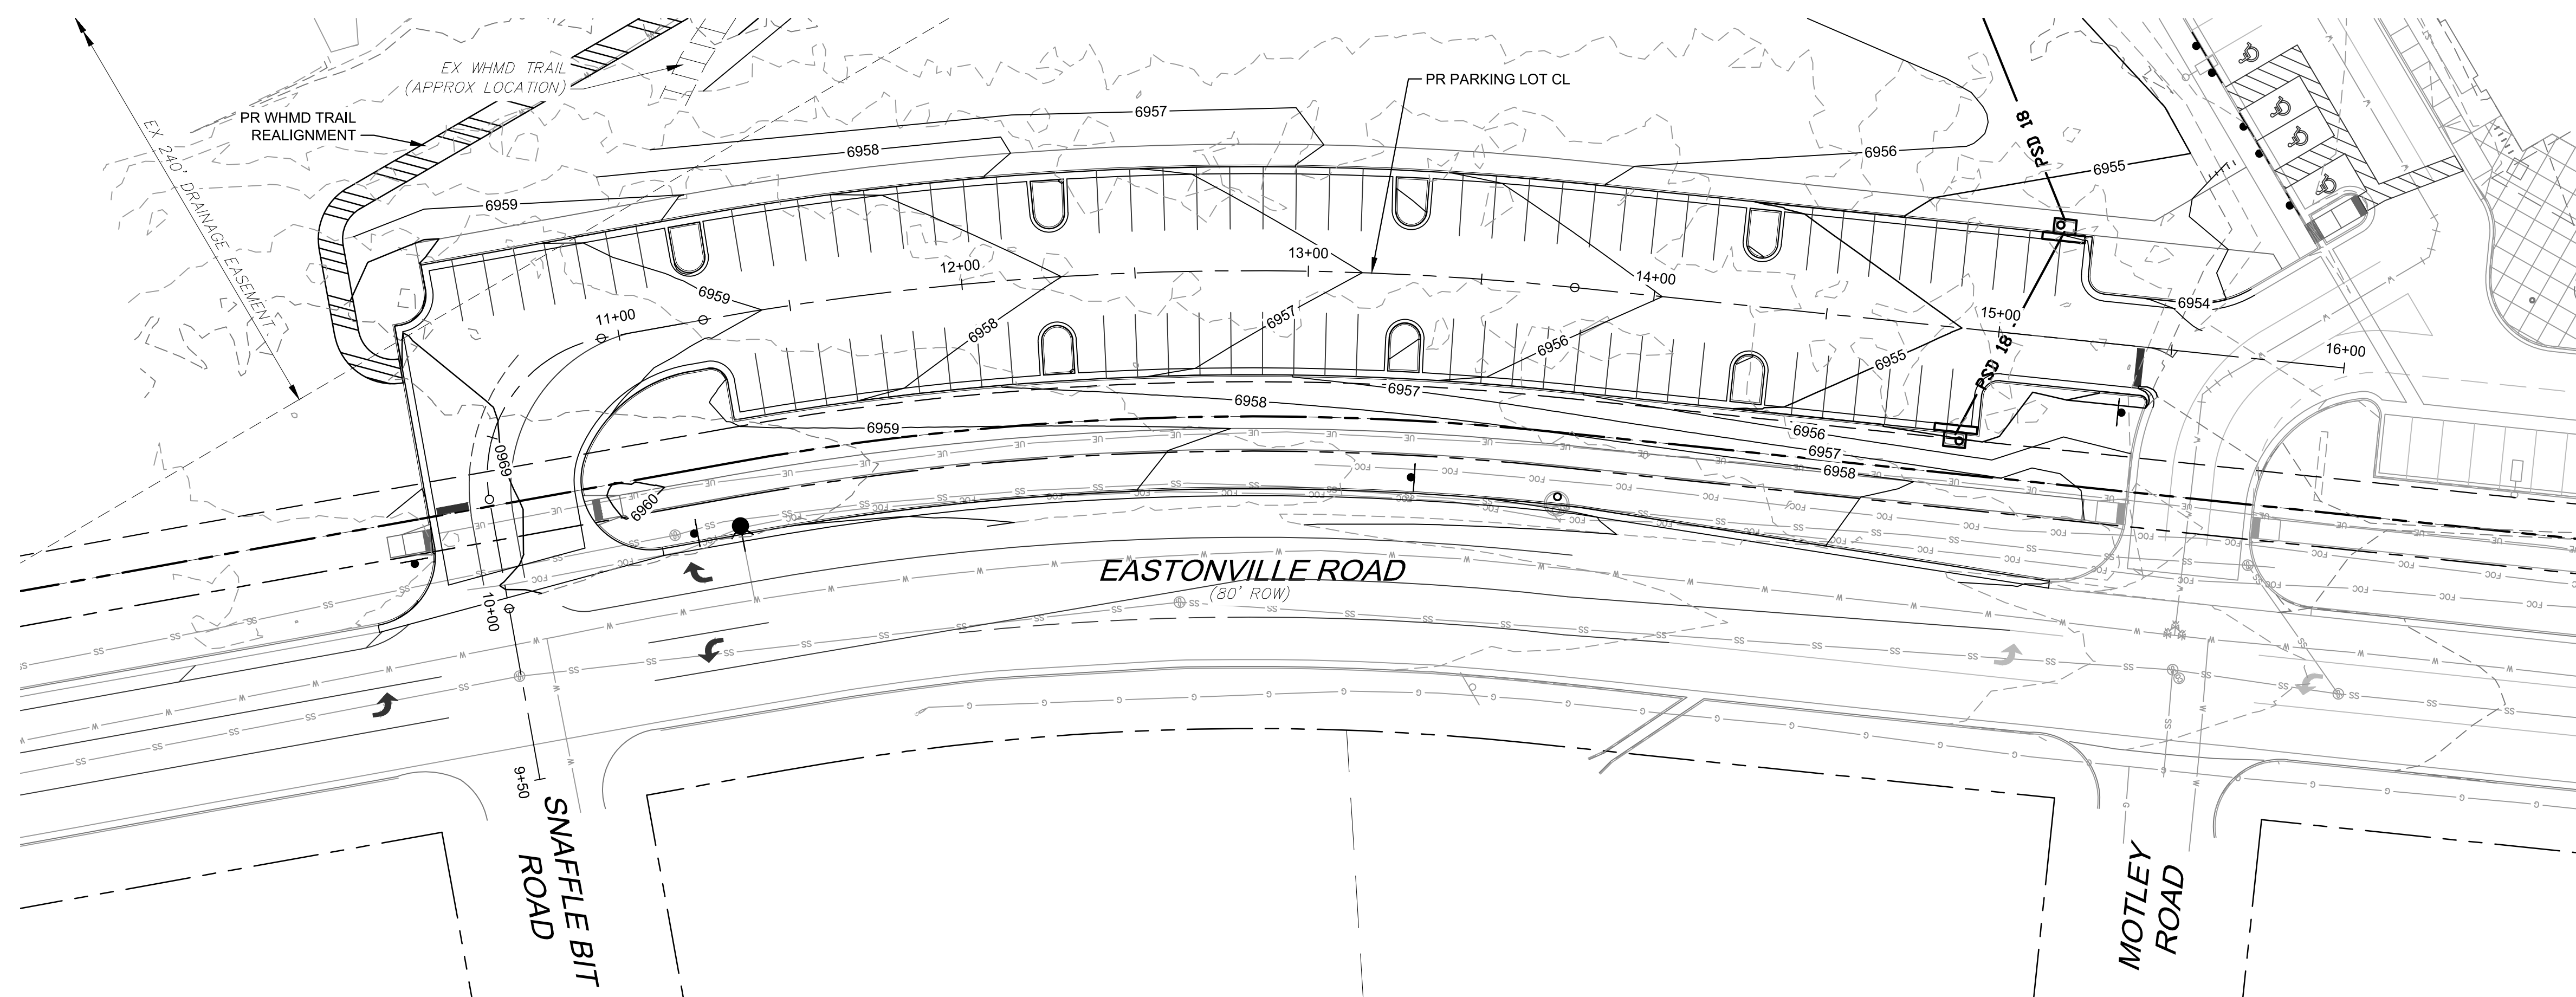 EX WHMD TRAIL
(APPROX LOCATION)
PR WHMD TRAIL
REALIGNMENT
EX 240' DRAINAGE EASEMENT
PR PARKING LOT CL
6957
6958
6959
6956
6955
PSD 18
6954
12+00
13+00
14+00
15+00
16+00
11+00
10+00
9+50
6959
6958
6957
6956
6955
PSD 18
6960
6960
6959
6958
6957
6956
6957
6958
EASTONVILLE ROAD
(80' ROW)
SNAFFLE BIT
ROAD
MOTLEY
ROAD
UE
FOC
SS
W
G